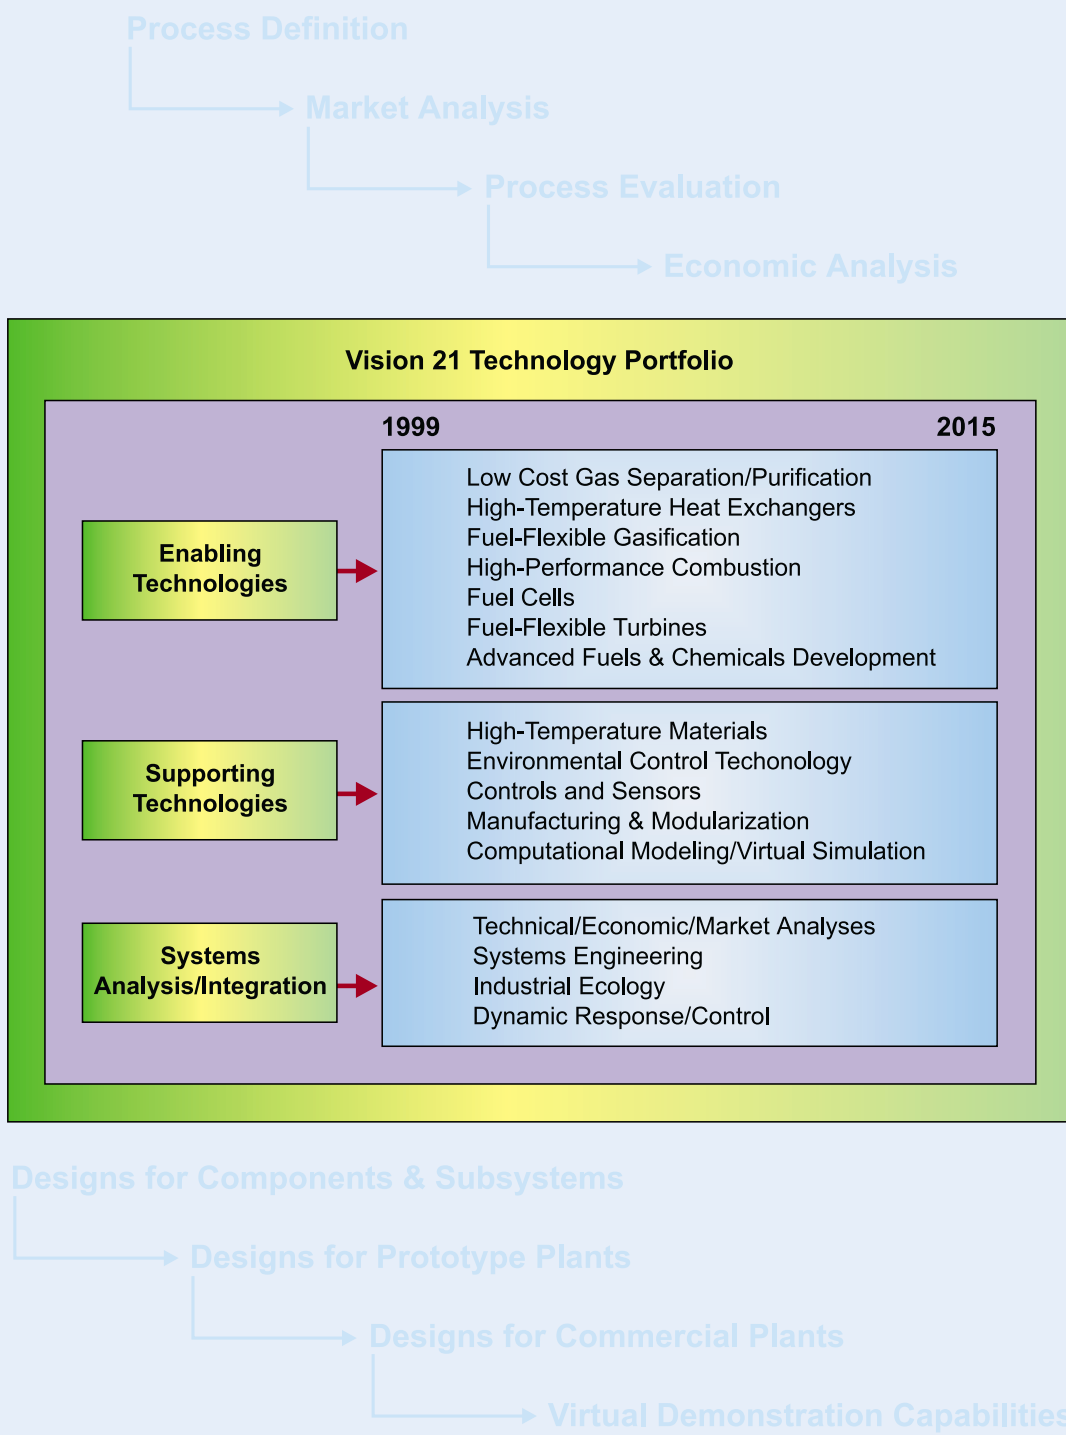 Process Definition
Market Analysis
Process Evaluation
Economic Analysis
Vision 21 Technology Portfolio
1999
2015
Enabling
Technologies
Low Cost Gas Separation/Purification
High-Temperature Heat Exchangers
Fuel-Flexible Gasification
High-Performance Combustion
Fuel Cells
Fuel-Flexible Turbines
Advanced Fuels & Chemicals Development
Supporting
Technologies
High-Temperature Materials
Environmental Control Techonology
Controls and Sensors
Manufacturing & Modularization
Computational Modeling/Virtual Simulation
Systems
Analysis/Integration
Technical/Economic/Market Analyses
Systems Engineering
Industrial Ecology
Dynamic Response/Control
Designs for Components & Subsystems
Designs for Prototype Plants
Designs for Commercial Plants
Virtual Demonstration Capabilities